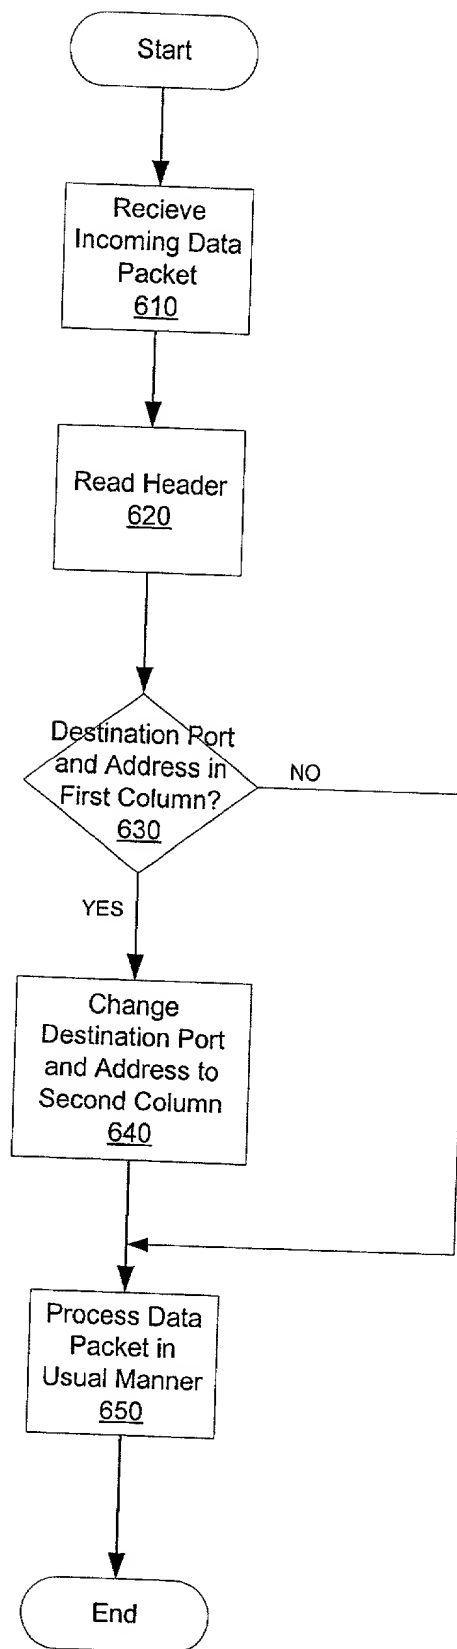 Start
Recieve
Incoming Data
Packet
610
Read Header
620
Destination Port
and Address in
First Column?
630
NO
YES
Change
Destination Port
and Address to
Second Column
640
Process Data
Packet in
Usual Manner
650
End